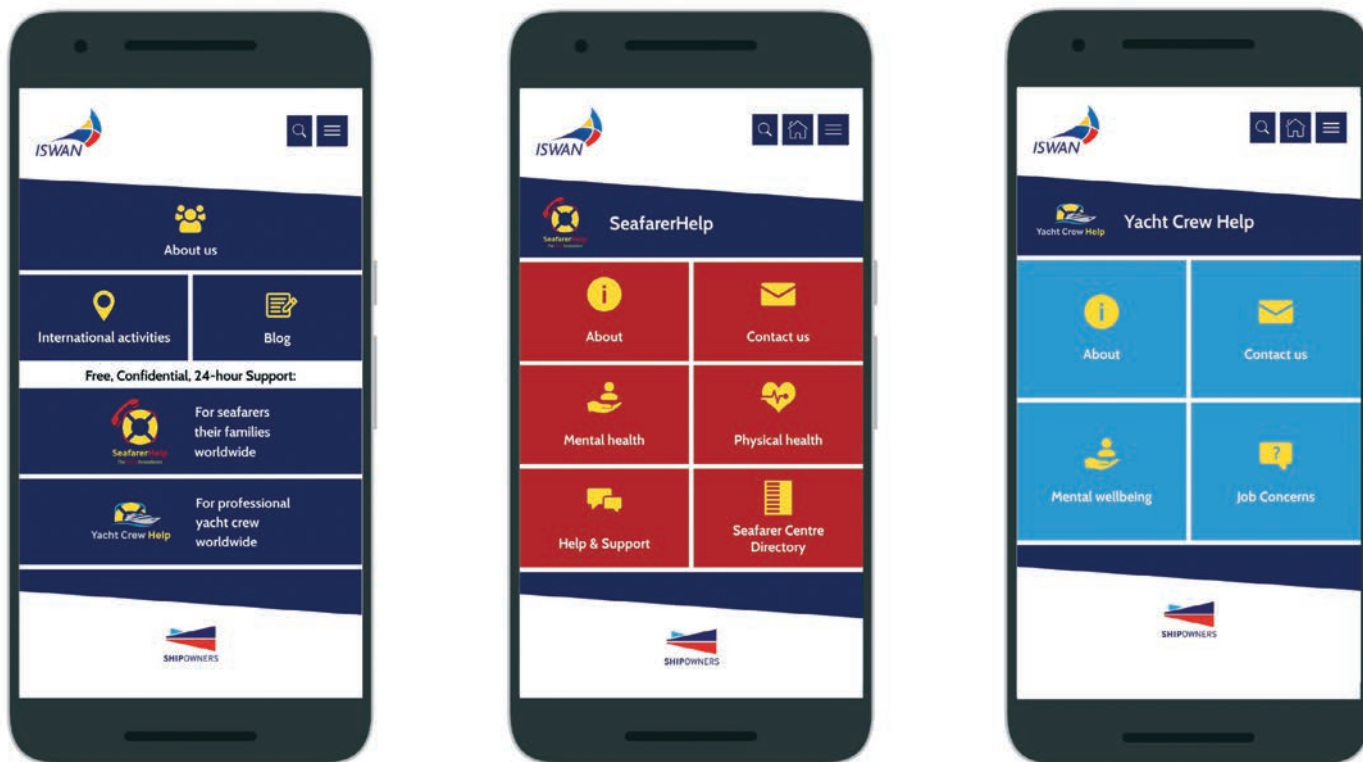 ISWAN
About us
International activities
Blog
Free, Confidential, 24-hour Support:
For seafarers
their families
worldwide
SeafarerHelp
For professional
yacht crew
worldwide
Yacht Crew Help
SHIPOWNERS
ISWAN
SeafarerHelp
SeafarerHelp
About
Contact us
Mental health
Physical health
Help & Support
Seafarer Centre
Directory
SHIPOWNERS
ISWAN
Yacht Crew Help
Yacht Crew Help
About
Contact us
Mental wellbeing
?
Job Concerns
SHIPOWNERS